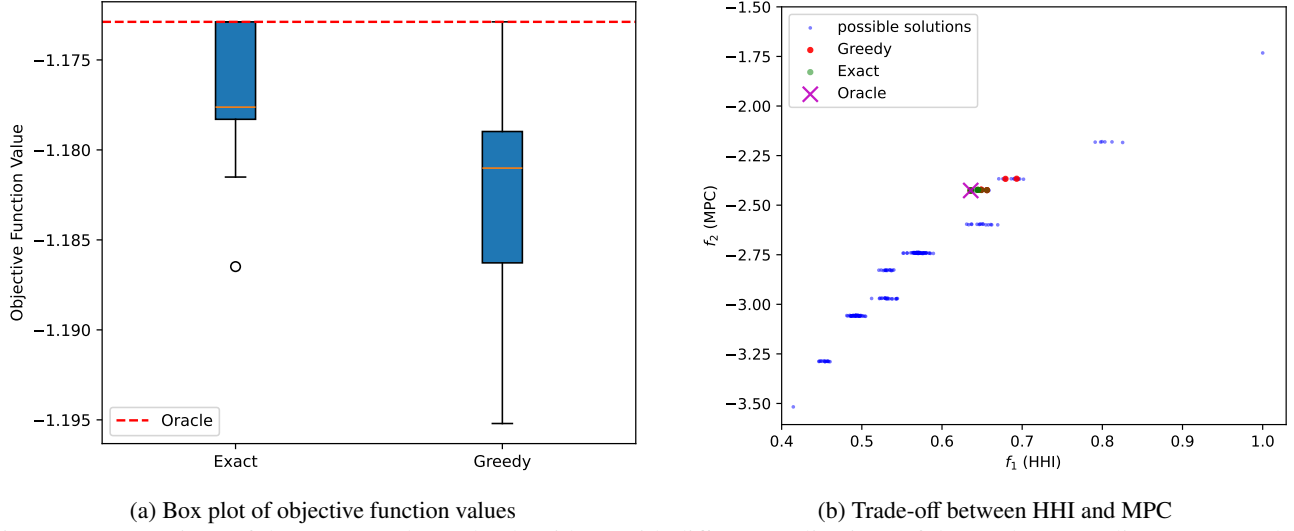 −1.175
−1.180
−1.185
−1.190
−1.195
Objective Function Value
Oracle
Exact
Greedy
(a) Box plot of objective function values
−1.50
−1.75
−2.00
−2.25
−2.50
−2.75
−3.00
−3.25
−3.50
f2 (MPC)
possible solutions
Greedy
Exact
Oracle
0.4 0.5 0.6 0.7 0.8 0.9 1.0
f1 (HHI)
(b) Trade-off between HHI and MPC